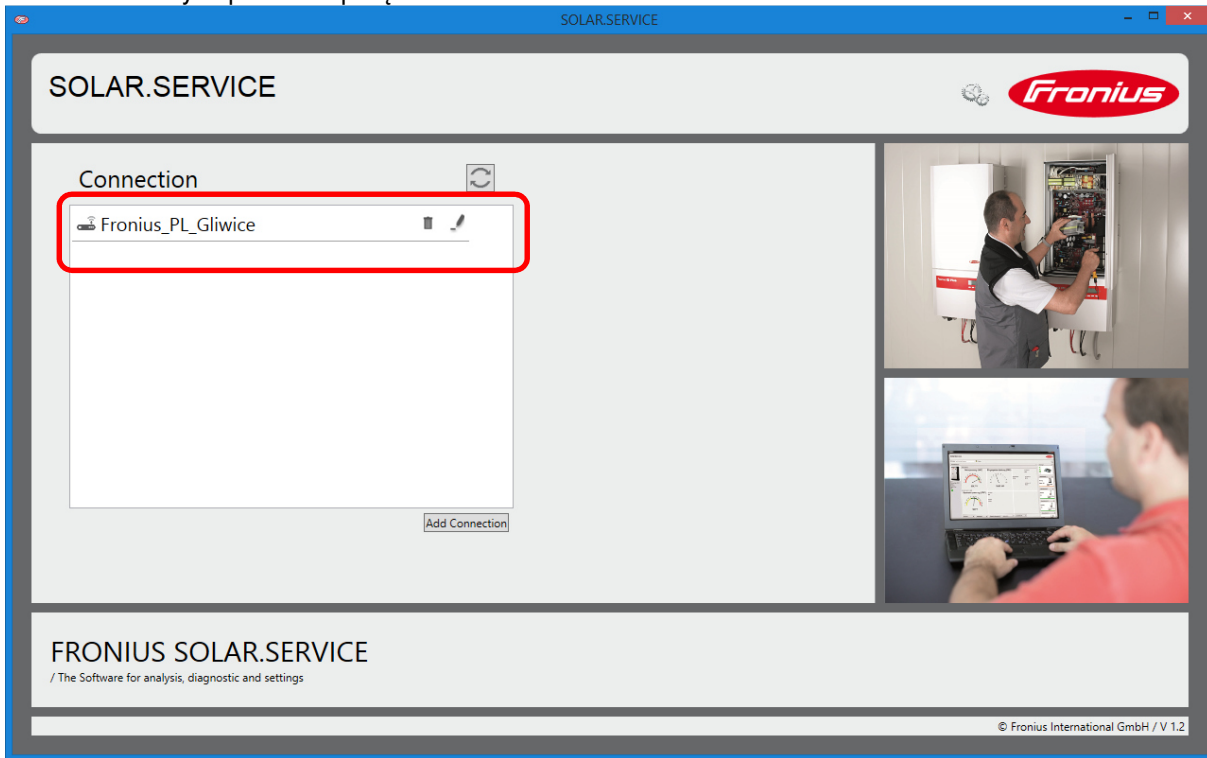 SOLAR.SERVICE
SOLAR.SERVICE
Fronius
Connection
Fronius_PL_Gliwice
Add Connection
FRONIUS SOLAR.SERVICE
/ The Software for analysis, diagnostic and settings
© Fronius International GmbH / V 1.2